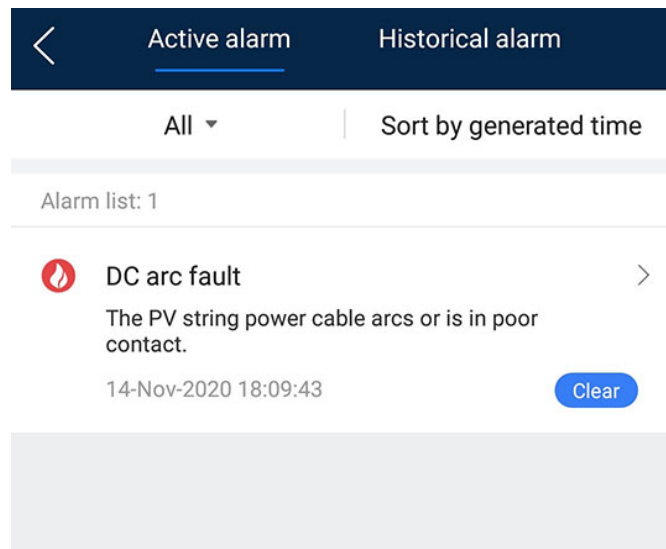 Active alarm
Historical alarm
All
Sort by generated time
Alarm list: 1
DC arc fault
The PV string power cable arcs or is in poor
contact.
14-Nov-2020 18:09:43
Clear